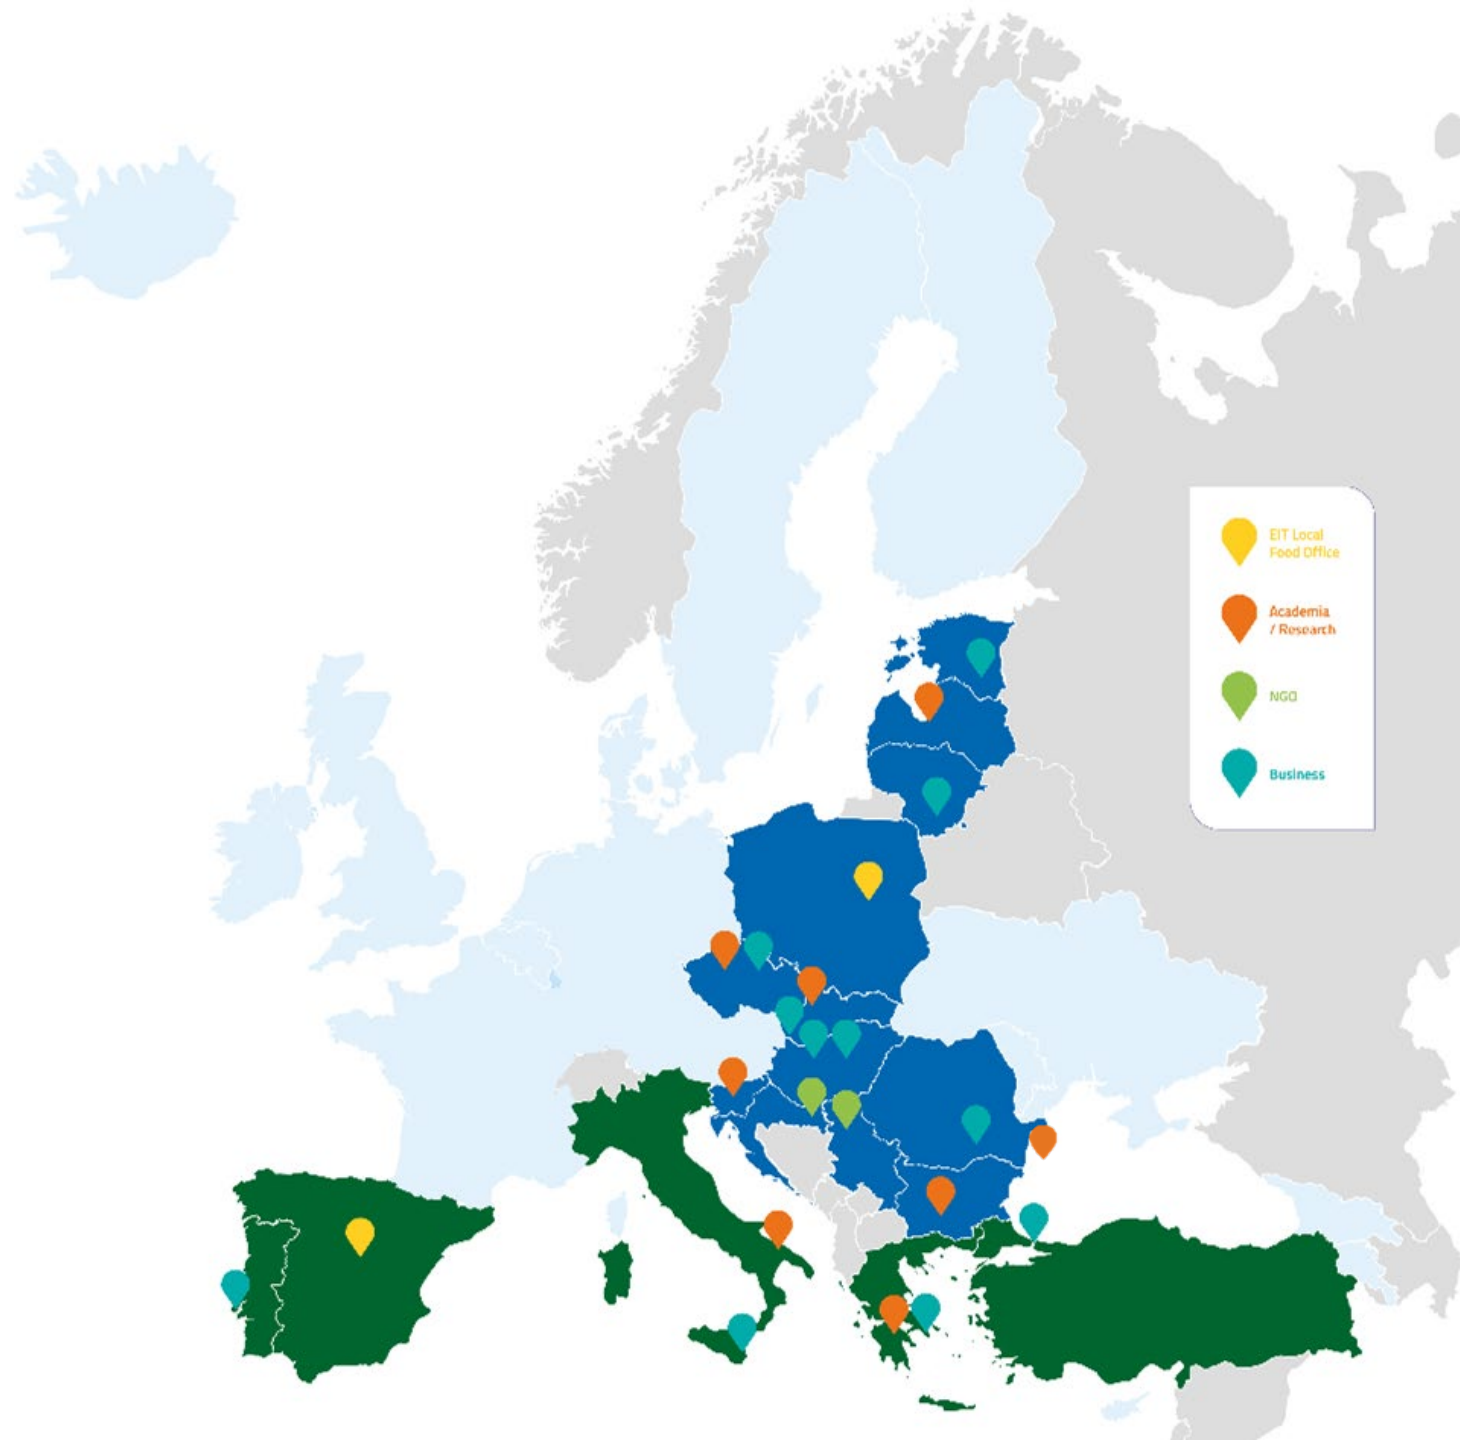 EIT Local
Food Office
Academia
/ Research
NGO
Business